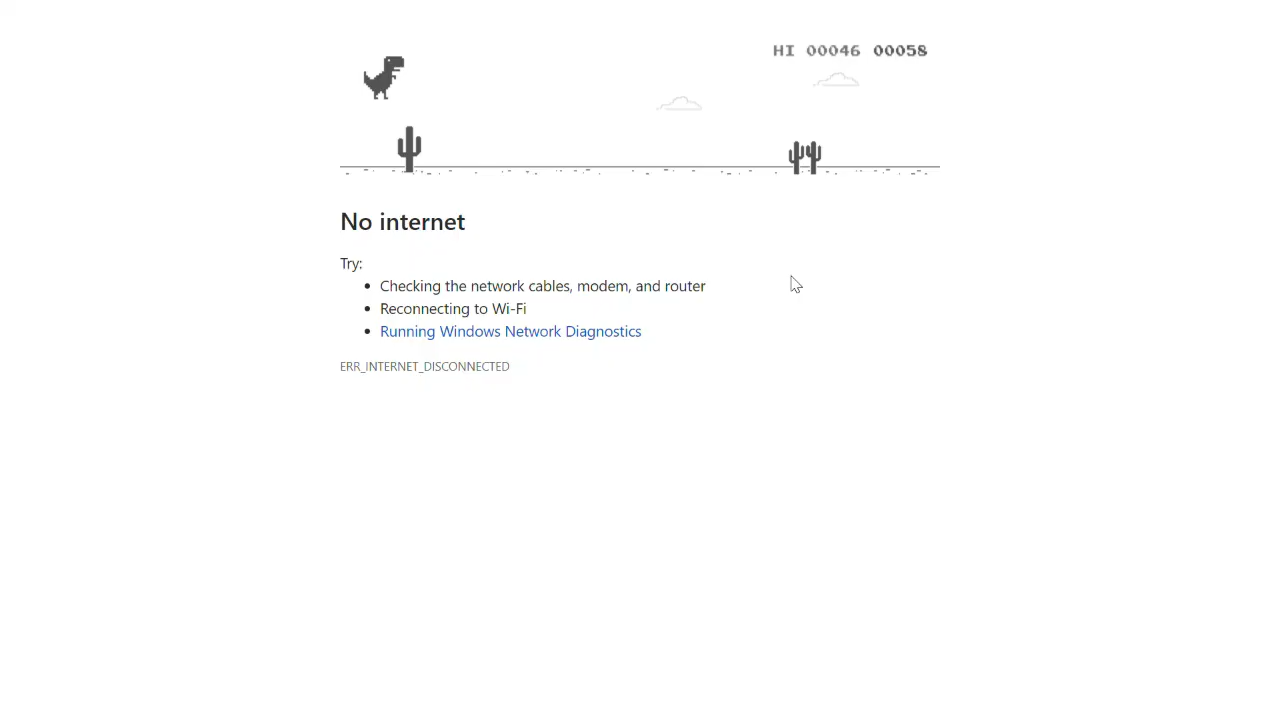 HI 00046 00058
No internet
Try:
Checking the network cables, modem, and router
Reconnecting to Wi-Fi
Running Windows Network Diagnostics
ERR_INTERNET_DISCONNECTED